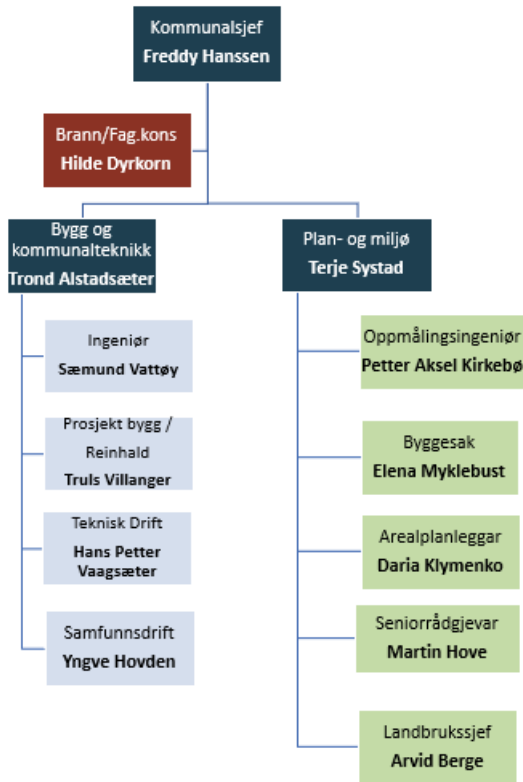 Kommunalsjef
Freddy Hanssen
Brann/Fag.kons
Hilde Dyrkorn
Bygg og
kommunalteknikk
Trond Alstadsæter
Ingeniør
Sæmund Vattøy
Prosjekt bygg /
Reinhald
Truls Villanger
Teknisk Drift
Hans Petter
Vaagsæter
Samfunnsdrift
Yngve Hovden
Plan- og miljø
Terje Systad
Oppmålingsingeniør
Petter Aksel Kirkebø
Byggesak
Elena Myklebust
Arealplanleggar
Daria Klymenko
Seniorrådgjevar
Martin Hove
Landbrukssjef
Arvid Berge